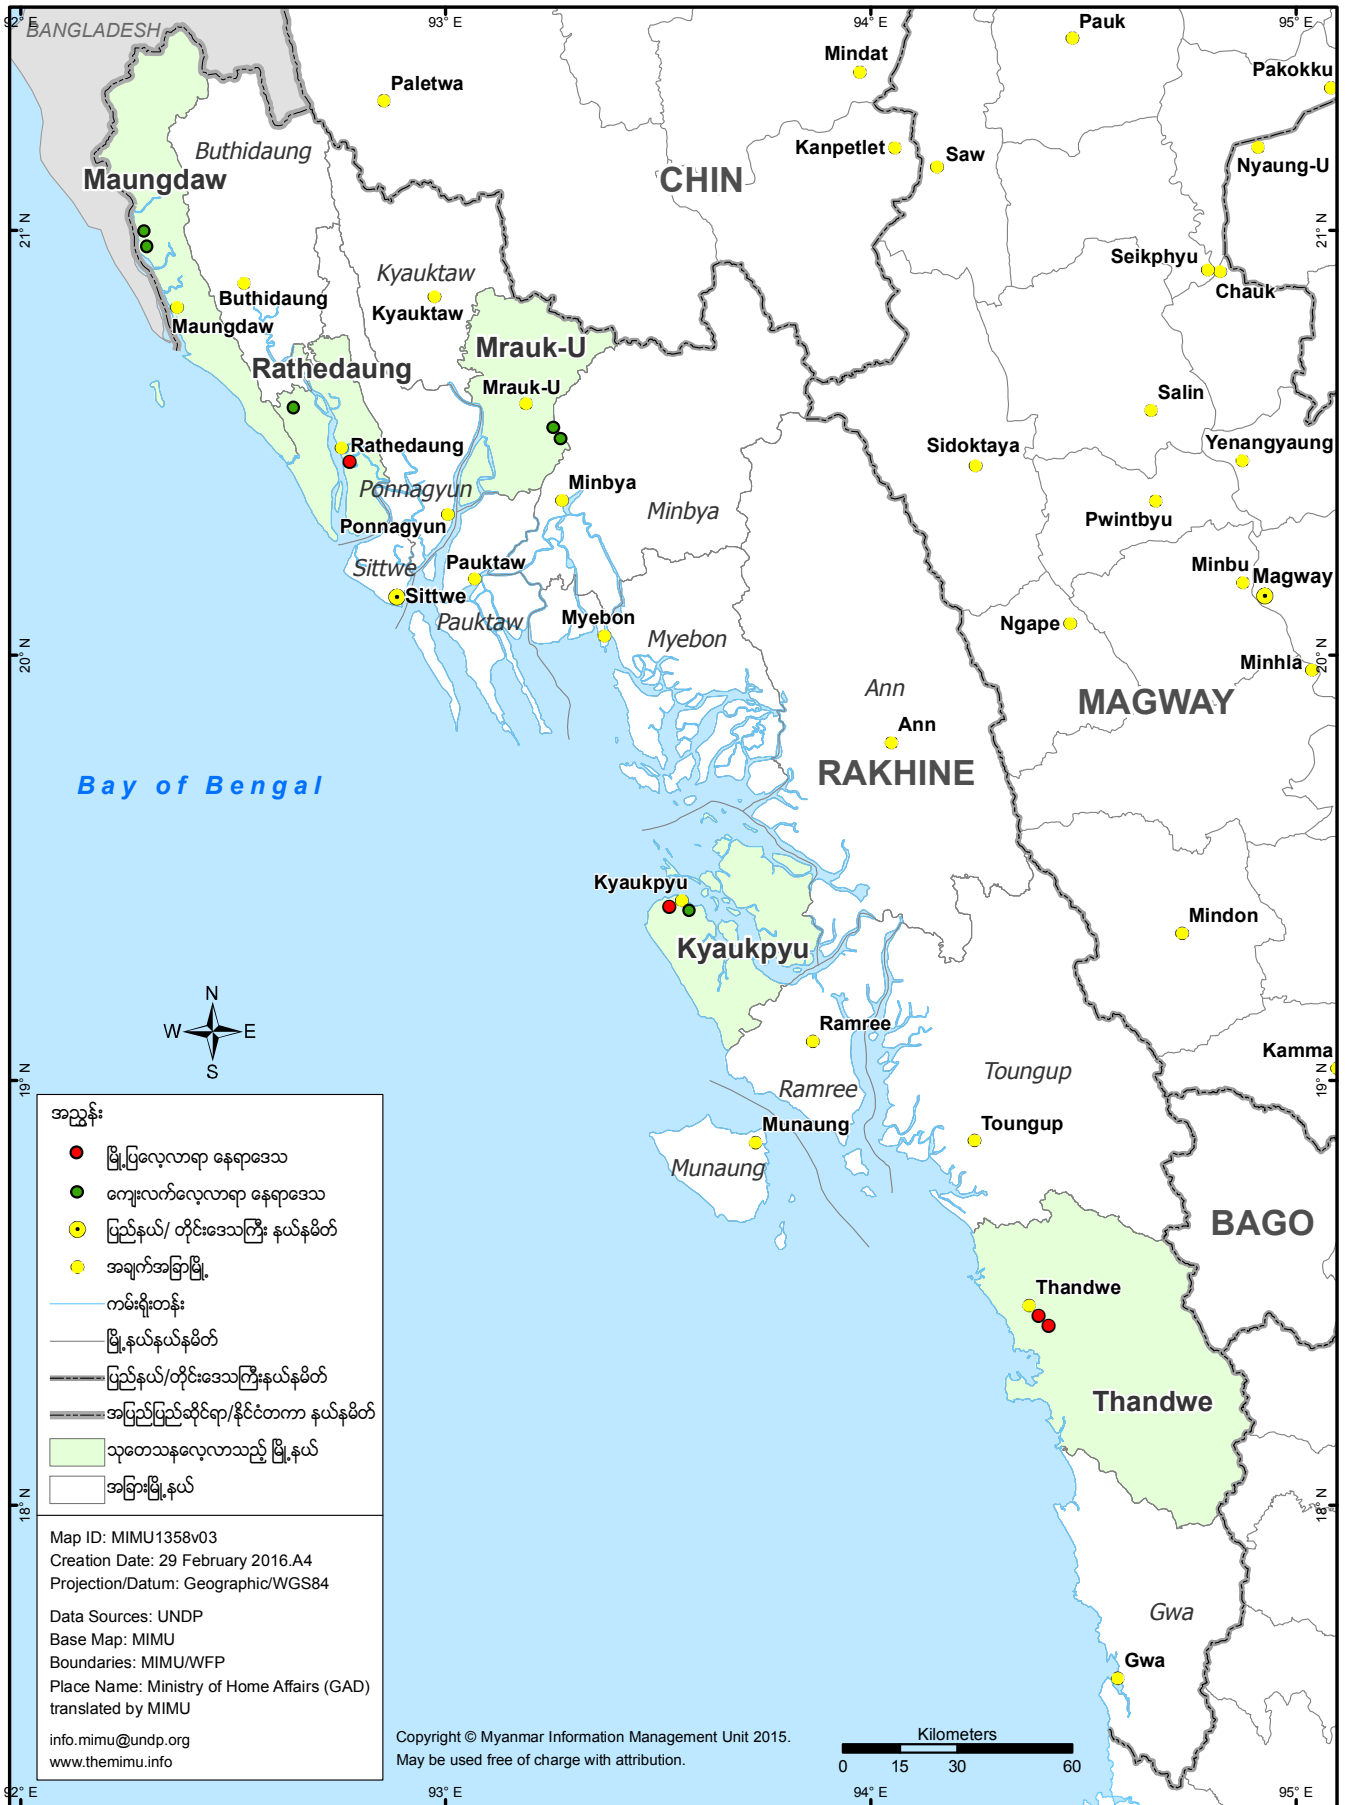 92° E
93° E
94° E
95° E
BANGLADESH
Pauk
Mindat
Pakokku
Paletwa
Buthidaung
Kanpetlet
Saw
Nyaung-U
Maungdaw
CHIN
21° N
21° N
Kyauktaw
Seikphyu
Buthidaung
Chauk
Maungdaw
Kyauktaw
Mrauk-U
Rathedaung
Mrauk-U
Salin
Rathedaung
Sidoktaya
Yenangyaung
Ponnagyun
Minbya
Minbya
Ponnagyun
Pwintbyu
Sittwe
Pauktaw
Minbu
Magway
Sittwe
Pauktaw
Myebon
Myebon
Ngape
20° N
20° N
Minhla
Ann
MAGWAY
Ann
RAKHINE
Bay of Bengal
Kyaukpyu
Mindon
Kyaukpyu
N
W
E
S
Ramree
Kamma
Toungup
19° N
19° N
Ramree
Munaung
Toungup
Munaung
BAGO
Thandwe
Thandwe
18° N
18° N
Gwa
Gwa
အညွှန်း
မြို့ပြလေ့လာရာ နေရာဒေသ
ကျေးလက်လေ့လာရာ နေရာဒေသ
ပြည်နယ်/ တိုင်းဒေသကြီး နယ်နမိတ်
အချက်အခြာမြို့
ကမ်းရိုးတန်း
မြို့နယ်နယ်နမိတ်
ပြည်နယ်/တိုင်းဒေသကြီးနယ်နမိတ်
အပြည်ပြည်ဆိုင်ရာ/နိုင်ငံတကာ နယ်နမိတ်
သုတေသနလေ့လာသည့် မြို့နယ်
အခြားမြို့နယ်
Map ID: MIMU1358v03
Creation Date: 29 February 2016.A4
Projection/Datum: Geographic/WGS84
Data Sources: UNDP
Base Map: MIMU
Boundaries: MIMU/WFP
Place Name: Ministry of Home Affairs (GAD)
translated by MIMU
info.mimu@undp.org
www.themimu.info
Copyright © Myanmar Information Management Unit 2015.
May be used free of charge with attribution.
Kilometers
0 15 30 60
92° E
93° E
94° E
95° E